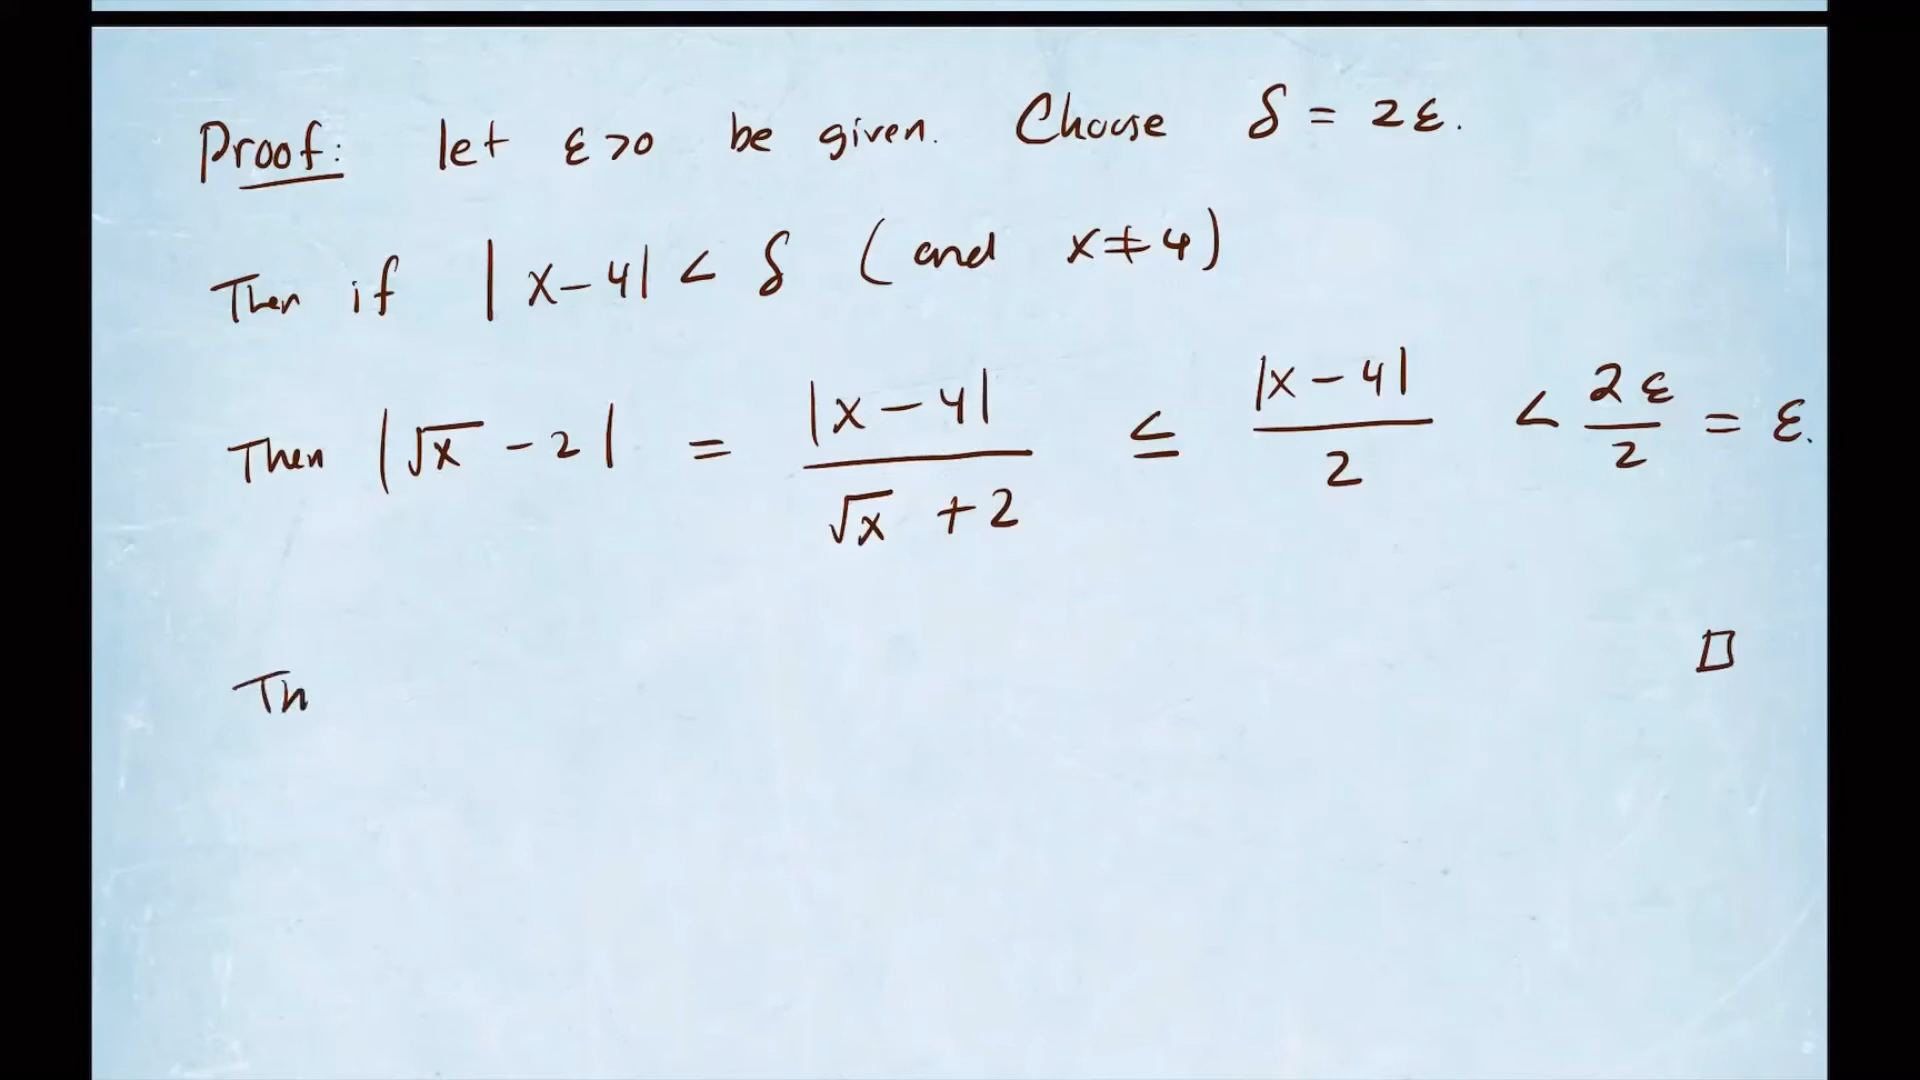 Proof: let ε>0 be given. Choose δ = 2ε.
Then if |x-4| < δ (and x≠4)
Then |√x - 2| = |x-4| / (√x + 2) ≤ |x-4| / 2 < 2ε / 2 = ε.
□
Th